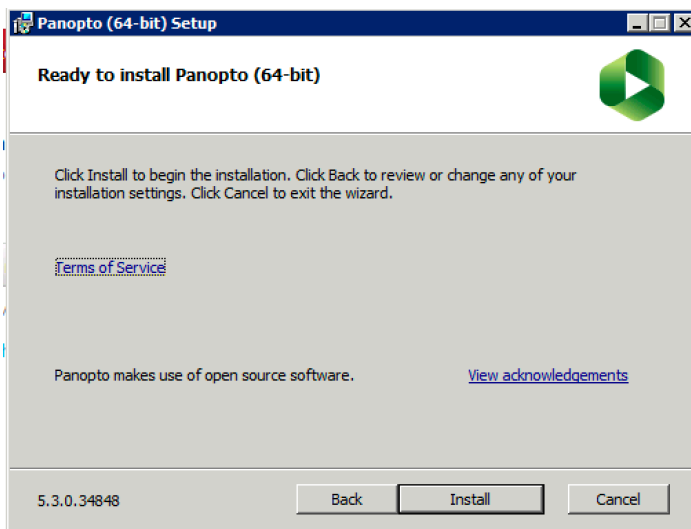 Panopto (64-bit) Setup
Ready to install Panopto (64-bit)
Click Install to begin the installation. Click Back to review or change any of your
installation settings. Click Cancel to exit the wizard.
Terms of Service
Panopto makes use of open source software. View acknowledgements
5.3.0.34848 Back Install Cancel